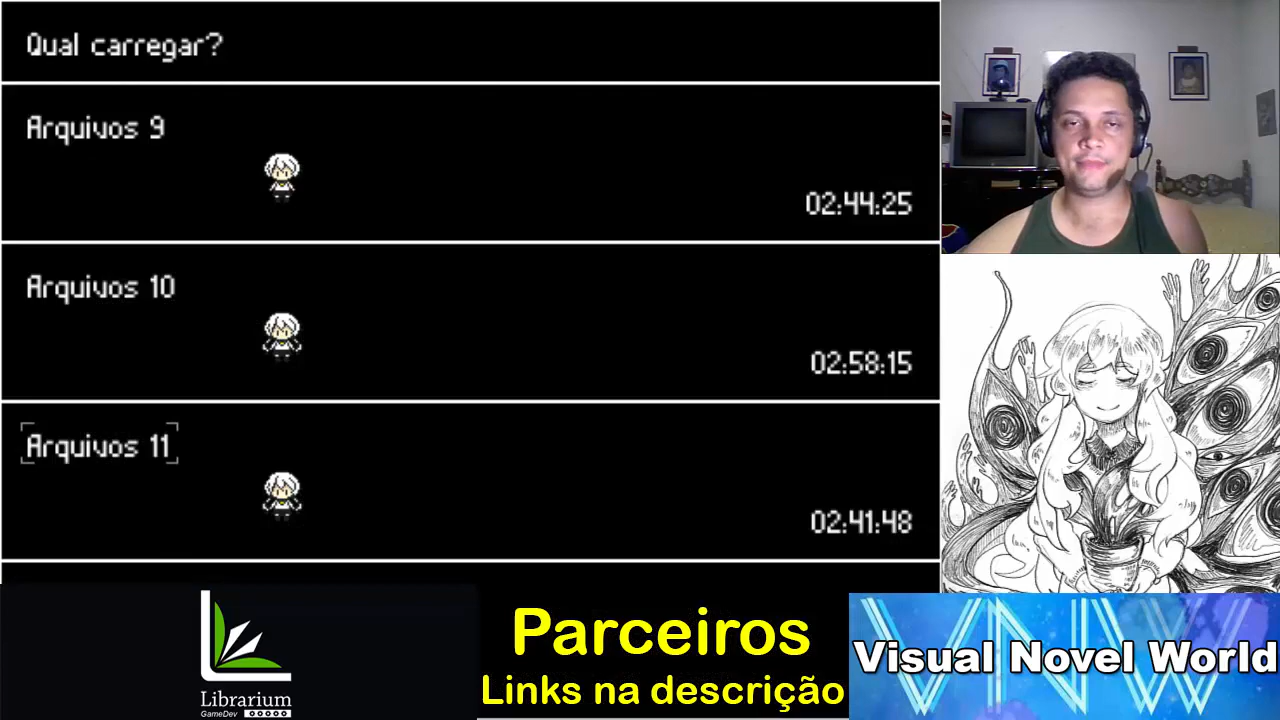 Qual carregar?
Arquivos 9
02:44:25
Arquivos 10
02:58:15
Arquivos 11
02:41:48
Librarium
GameDev
Parceiros
Links na descrição
VNW
Visual Novel World